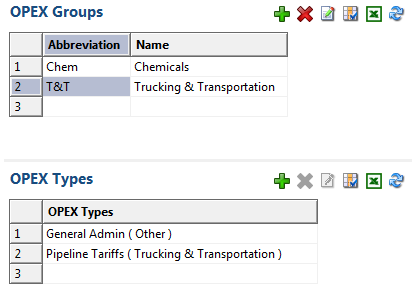 OPEX Groups
Abbreviation Name
1 Chem Chemicals
2 T&T Trucking & Transportation
3
OPEX Types
OPEX Types
1 General Admin ( Other )
2 Pipeline Tariffs ( Trucking & Transportation )
3